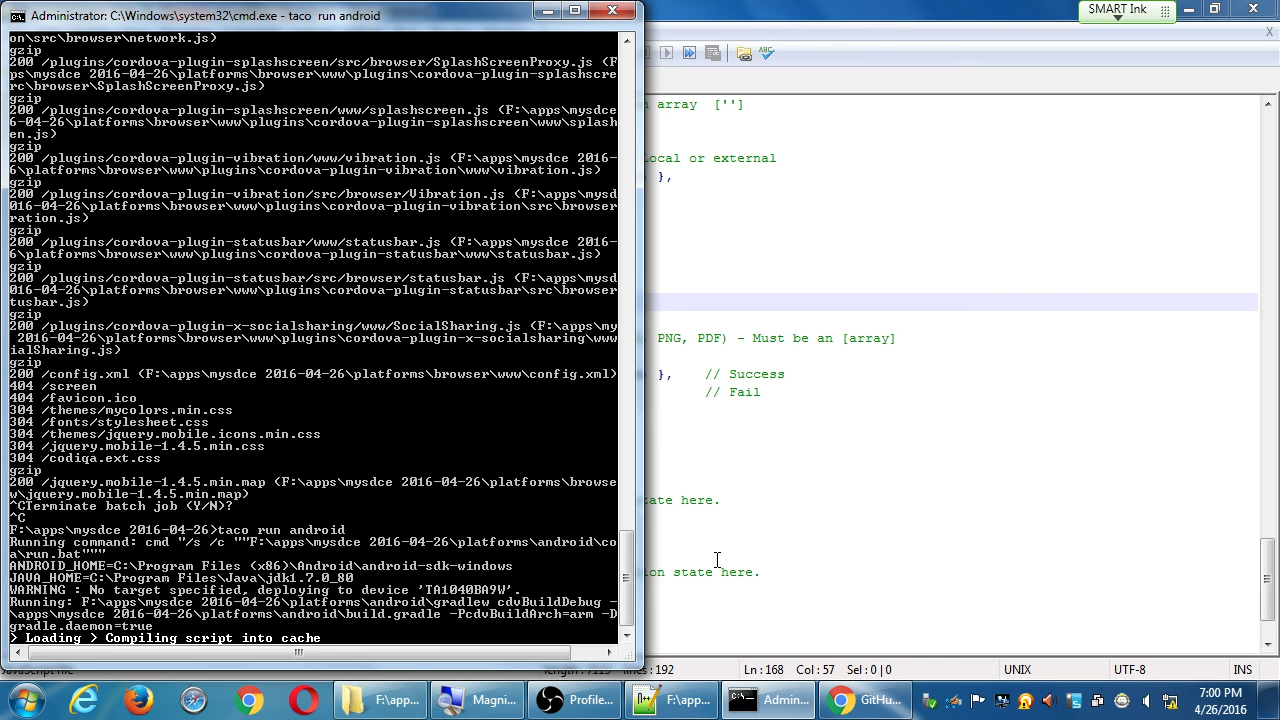 Administrator: C:\Windows\system32\cmd.exe - taco  run android
SMART Ink
on\src\browser\network.js)
gzip
200 /plugins/cordova-plugin-splashscreen/src/browser/SplashScreenProxy.js (F
ps\mysdce 2016-04-26\platforms\browser\www\plugins\cordova-plugin-splashscre
rc\browser\SplashScreenProxy.js)
gzip
200 /plugins/cordova-plugin-splashscreen/www/splashscreen.js (F:\apps\mysdce
6-04-26\platforms\browser\www\plugins\cordova-plugin-splashscreen\www\splash
en.js)
gzip
200 /plugins/cordova-plugin-vibration/www/vibration.js (F:\apps\mysdce 2016-
6\platforms\browser\www\plugins\cordova-plugin-vibration\www\vibration.js)
gzip
200 /plugins/cordova-plugin-vibration/src/browser/Vibration.js (F:\apps\mysd
016-04-26\platforms\browser\www\plugins\cordova-plugin-vibration\src\browser
ration.js)
gzip
200 /plugins/cordova-plugin-statusbar/www/statusbar.js (F:\apps\mysdce 2016-
6\platforms\browser\www\plugins\cordova-plugin-statusbar\www\statusbar.js)
gzip
200 /plugins/cordova-plugin-statusbar/src/browser/statusbar.js (F:\apps\mysd
016-04-26\platforms\browser\www\plugins\cordova-plugin-statusbar\src\browser
tusbar.js)
gzip
200 /plugins/cordova-plugin-x-socialsharing/www/SocialSharing.js (F:\apps\my
 2016-04-26\platforms\browser\www\plugins\cordova-plugin-x-socialsharing\www
ialSharing.js)
gzip
200 /config.xml (F:\apps\mysdce 2016-04-26\platforms\browser\www\config.xml)
404 /screen
404 /favicon.ico
304 /themes/mycolors.min.css
304 /fonts/stylesheet.css
304 /themes/jquery.mobile.icons.min.css
304 /jquery.mobile-1.4.5.min.css
304 /codiqa.ext.css
gzip
200 /jquery.mobile-1.4.5.min.map (F:\apps\mysdce 2016-04-26\platforms\browse
w\jquery.mobile-1.4.5.min.map)
^CTerminate batch job (Y/N)?
^C
F:\apps\mysdce 2016-04-26>taco run android
Running command: cmd "/s /c ""F:\apps\mysdce 2016-04-26\platforms\android\co
a\run.bat"""
ANDROID_HOME=C:\Program Files (x86)\Android\android-sdk-windows
JAVA_HOME=C:\Program Files\Java\jdk1.7.0_80
WARNING : No target specified, deploying to device 'TA1040BA9W'.
Running: F:\apps\mysdce 2016-04-26\platforms\android\gradlew cdvBuildDebug -
\apps\mysdce 2016-04-26\platforms\android\build.gradle -PcdvBuildArch=arm -D
gradle.daemon=true
> Loading > Compiling script into cache
n array  ['']
Local or external
) },
, PNG, PDF) - Must be an [array]
) },    // Success
// Fail
state here.
ion state here.
length : 7115    lines : 192
Ln : 168    Col : 57    Sel : 0 | 0
UNIX
UTF-8
INS
F:\app...
Magni...
Profile...
F:\app...
Admin...
GitHu...
7:00 PM
4/26/2016